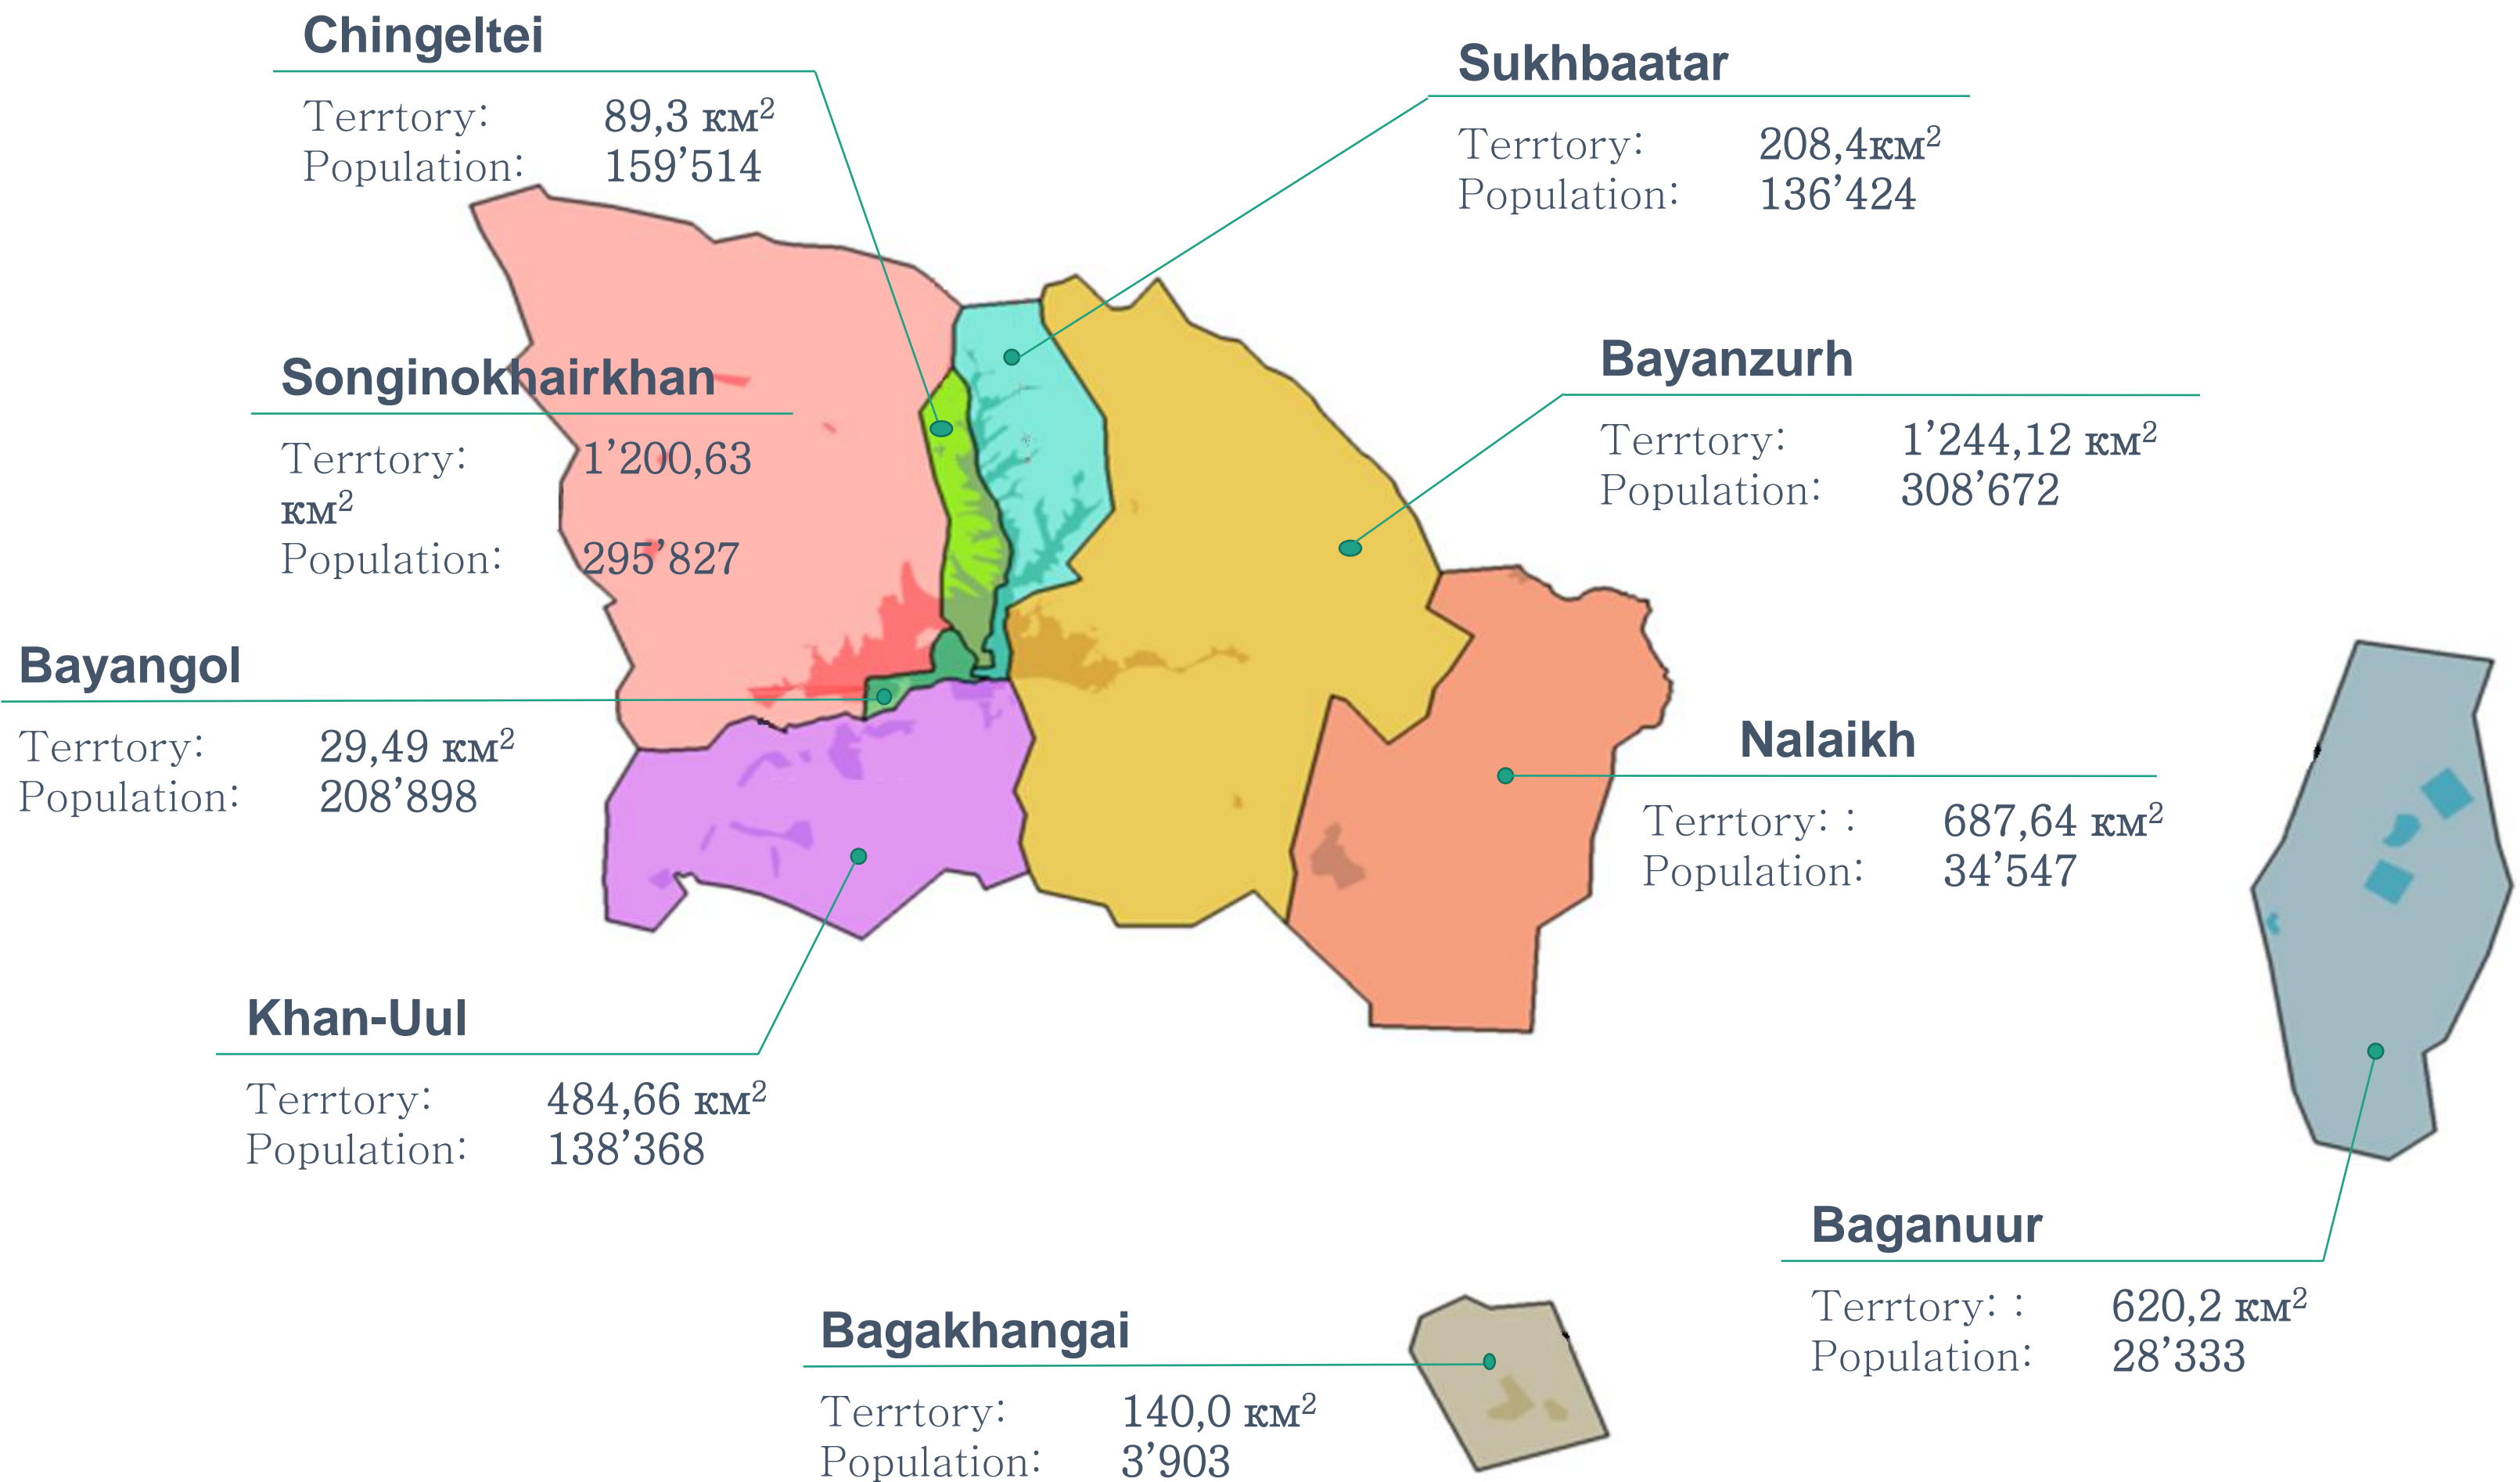 Chingeltei
Terrtory: 89,3 км²
Population: 159’514
Sukhbaatar
Terrtory: 208,4км²
Population: 136’424
Songinokhairkhan
Terrtory: 1’200,63
км²
Population: 295’827
Bayanzurh
Terrtory: 1’244,12 км²
Population: 308’672
Bayangol
Terrtory: 29,49 км²
Population: 208’898
Nalaikh
Terrtory: : 687,64 км²
Population: 34’547
Khan-Uul
Terrtory: 484,66 км²
Population: 138’368
Baganuur
Terrtory: : 620,2 км²
Population: 28’333
Bagakhangai
Terrtory: 140,0 км²
Population: 3’903